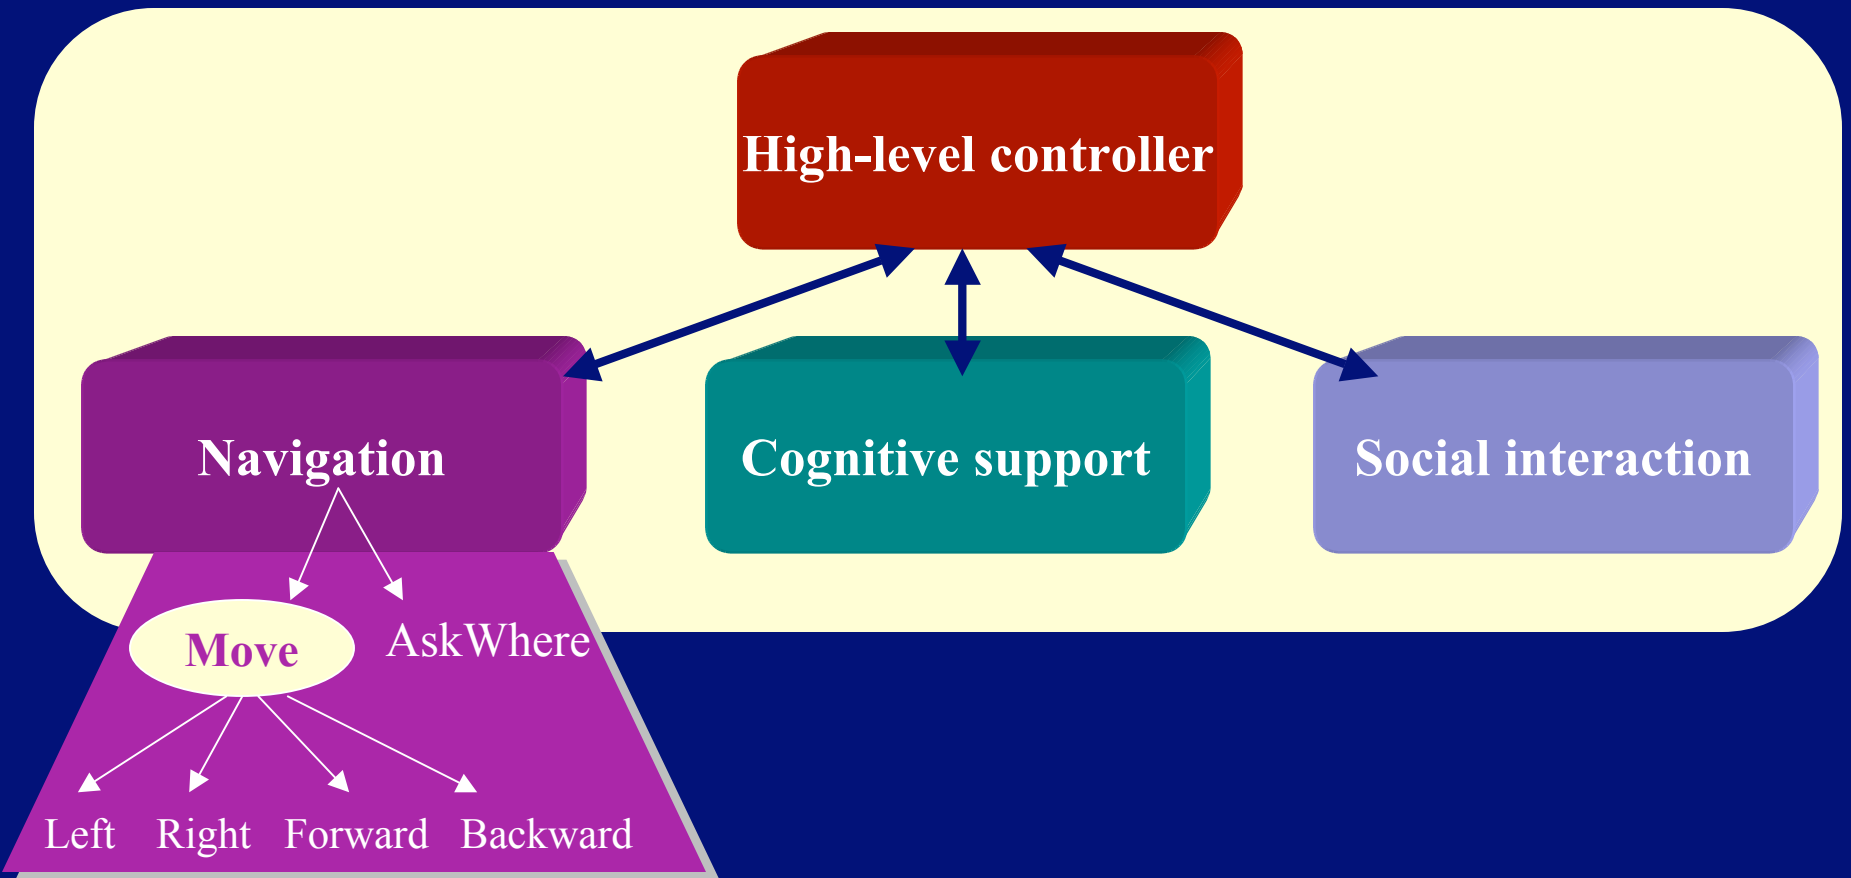 High-level controller
Navigation
Cognitive support
Social interaction
Move
AskWhere
Left
Right
Forward
Backward